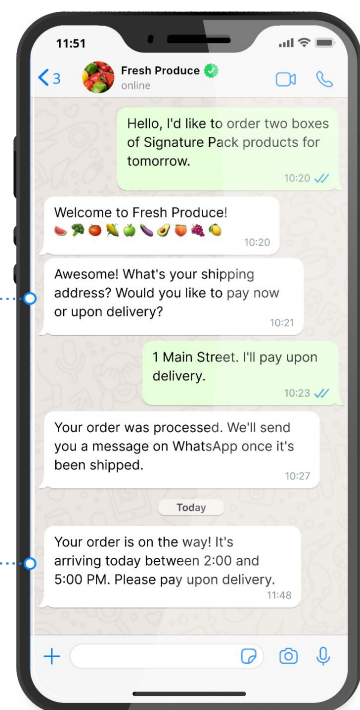 11:51
3
Fresh Produce
online
Hello, I'd like to order two boxes
of Signature Pack products for
tomorrow.
10:20
Welcome to Fresh Produce!
🍉🥦🍅🌽🍏🍆🥑🍑🍇🍋
10:20
Awesome! What's your shipping
address? Would you like to pay now
or upon delivery?
10:21
1 Main Street. I'll pay upon
delivery.
10:23
Your order was processed. We'll send
you a message on WhatsApp once it's
been shipped.
10:27
Today
Your order is on the way! It's
arriving today between 2:00 and
5:00 PM. Please pay upon delivery.
11:48